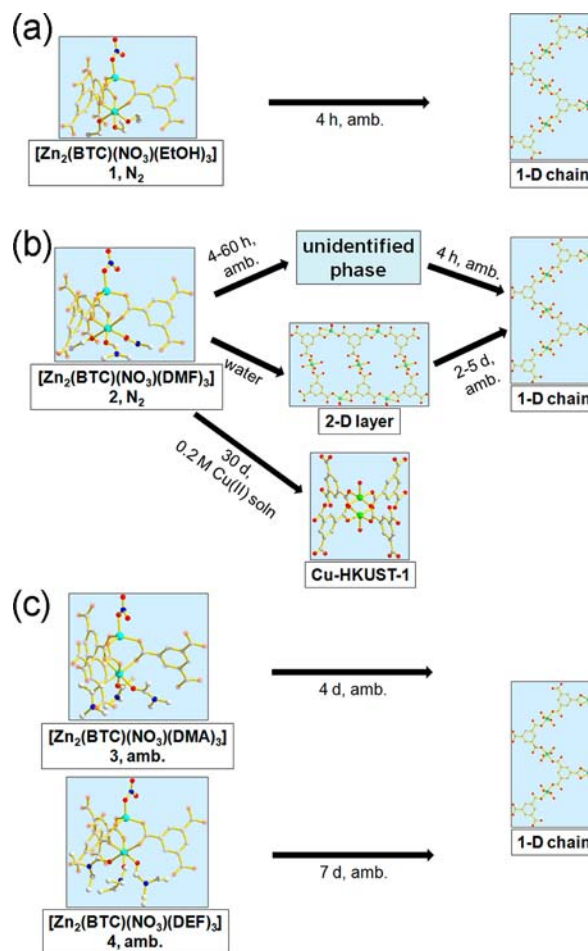 (a)
4 h, amb.
[Zn₂(BTC)(NO₃)(EtOH)₃]
1, N₂
1-D chain
(b)
4-60 h,
amb.
unidentified
phase
4 h, amb.
[Zn₂(BTC)(NO₃)(DMF)₃]
2, N₂
water
2-D layer
2-5 d,
amb.
1-D chain
30 d,
0.2 M Cu(II) soln
Cu-HKUST-1
(c)
4 d, amb.
[Zn₂(BTC)(NO₃)(DMA)₃]
3, amb.
1-D chain
7 d, amb.
[Zn₂(BTC)(NO₃)(DEF)₃]
4, amb.